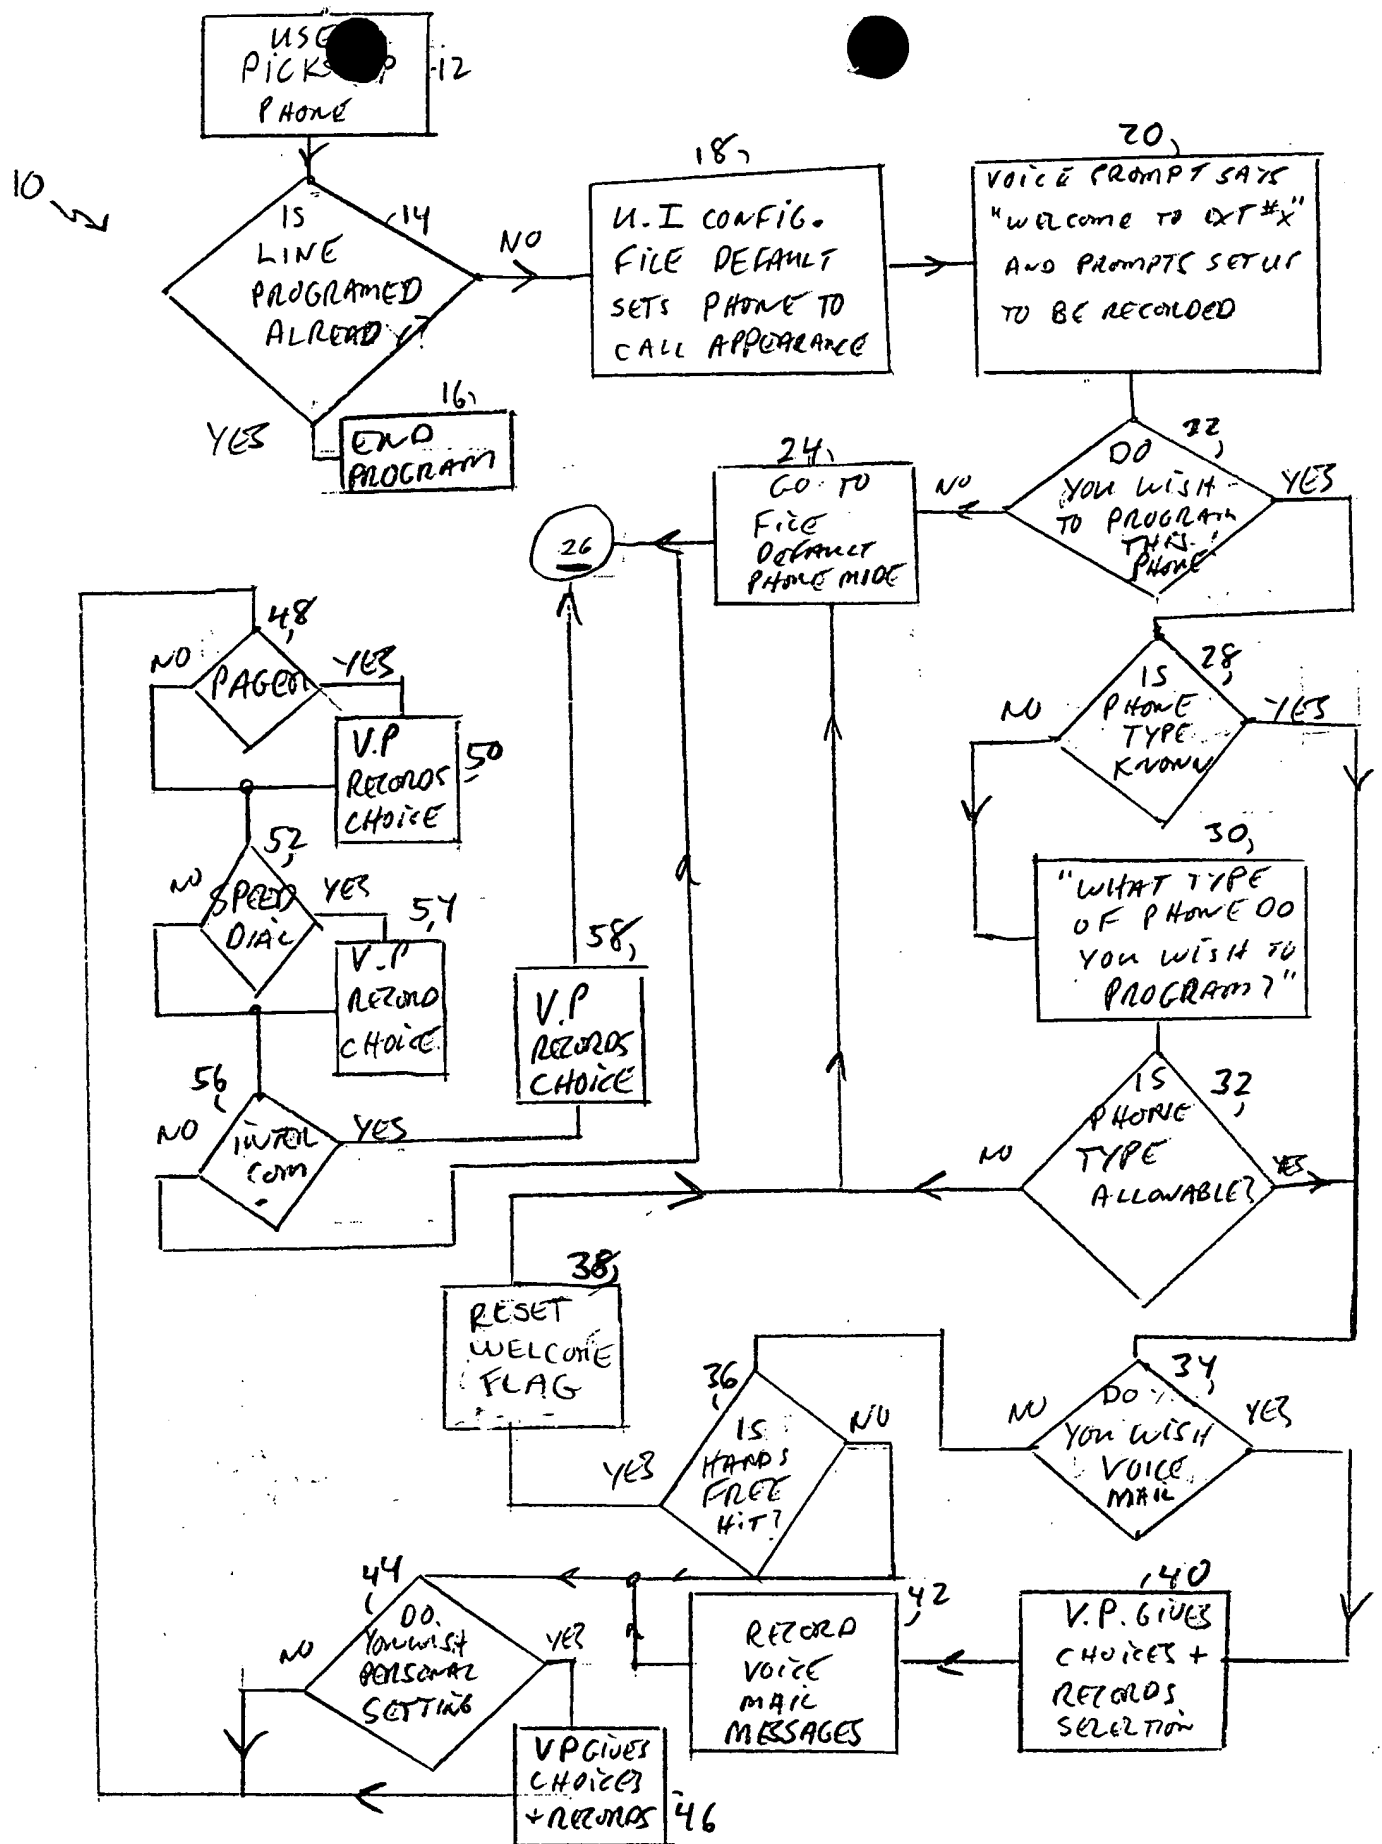 USE
PICKS P
PHONE
12
10
IS
LINE
PROGRAMED
ALREADY?
14
NO
YES
16
END
PROGRAM
18
U.I CONFIG.
FILE DEFAULT
SETS PHONE TO
CALL APPEARANCE
20
VOICE PROMPT SAYS
"WELCOME TO EXT #X"
AND PROMPTS SET UP
TO BE RECORDED
22
DO
YOU WISH
TO PROGRAM
THIS
PHONE
NO
YES
24
GO TO
FILE
DEFAULT
PHONE MODE
26
28
IS
PHONE
TYPE
KNOWN
NO
YES
30
"WHAT TYPE
OF PHONE DO
YOU WISH TO
PROGRAM?"
32
IS
PHONE
TYPE
ALLOWABLE?
NO
YES
34
DO
YOU WISH
VOICE
MAIL
NO
YES
36
IS
HANDS
FREE
HIT?
NO
YES
38
RESET
WELCOME
FLAG
40
V.P. GIVES
CHOICES +
RECORDS
SELECTION
42
RECORD
VOICE
MAIL
MESSAGES
44
DO.
YOU WISH
PERSONAL
SETTING
NO
YES
V P GIVES
CHOICES
+ RECORDS
46
48
PAGER
NO
YES
V.P
RECORDS
CHOICE
50
52
SPEED
DIAL
NO
YES
54
V.P
RECORD
CHOICE
56
INTER
COM
NO
YES
58
V.P
RECORDS
CHOICE